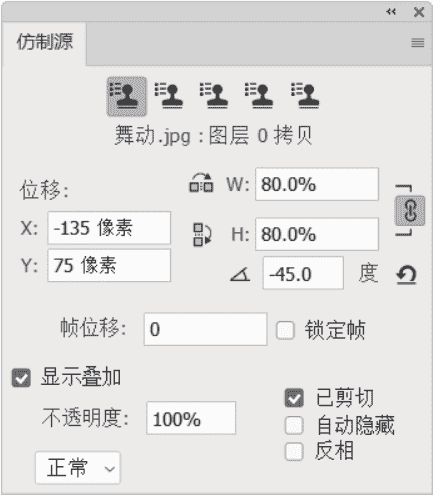 仿制源
舞动.jpg : 图层 0 拷贝
位移: W: 80.0%
X: -135 像素 H: 80.0%
Y: 75 像素 -45.0 度
帧位移: 0 锁定帧
显示叠加
已剪切
不透明度: 100% 自动隐藏
反相
正常